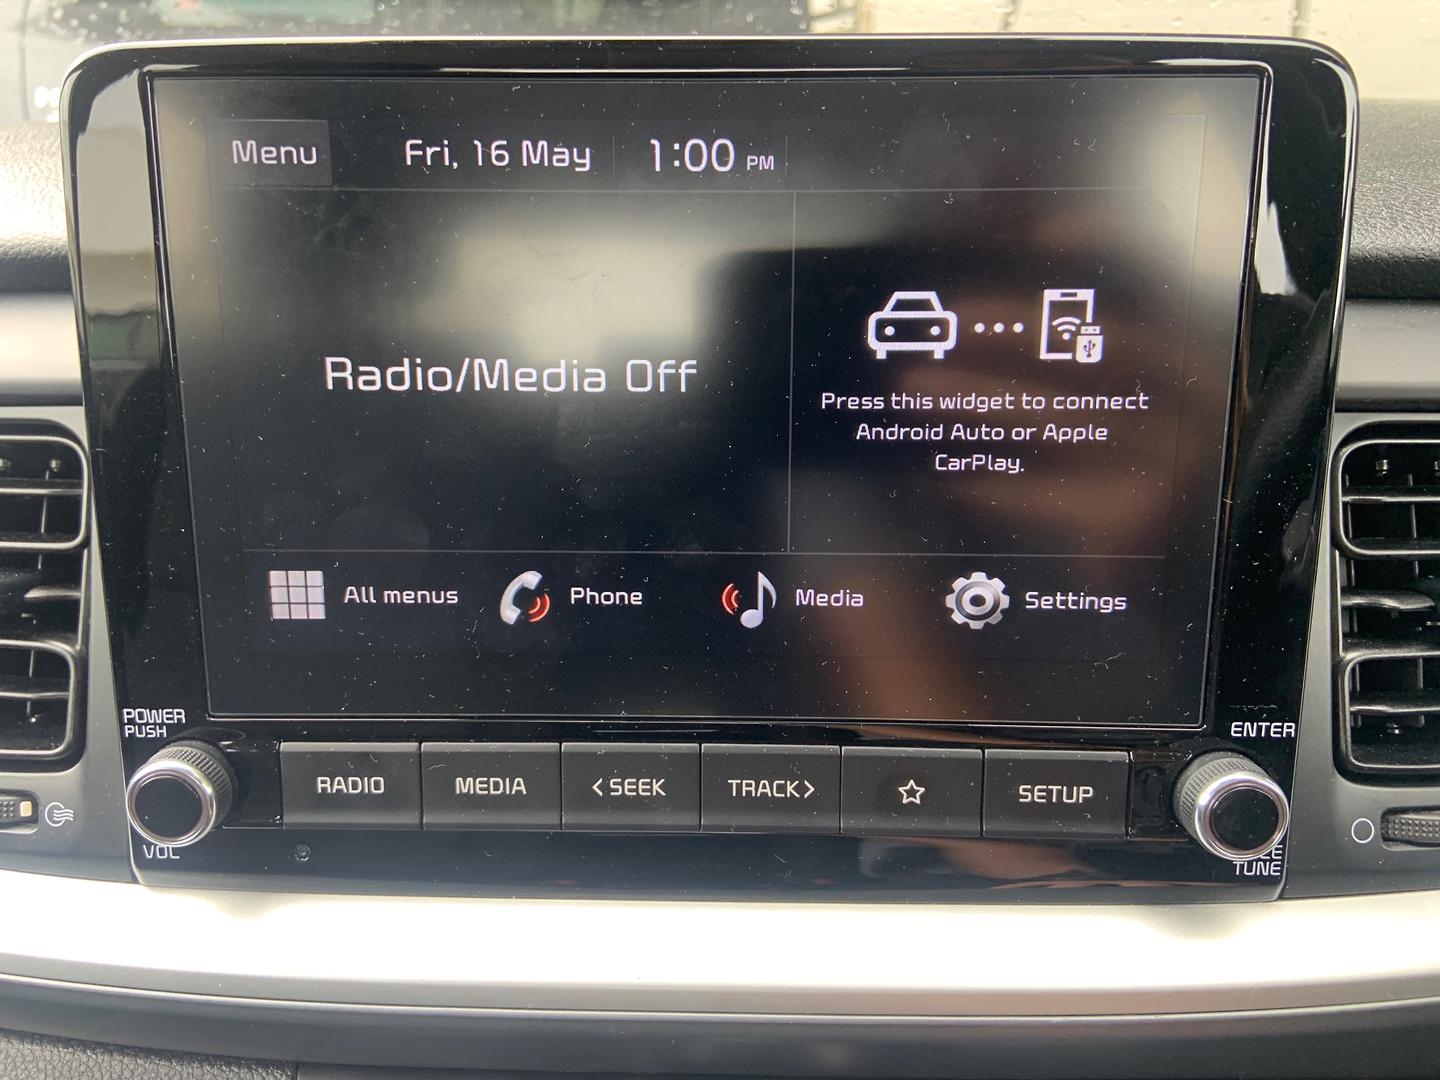 Menu
Fri, 16 May
1:00 PM
Radio/Media Off
Press this widget to connect
Android Auto or Apple
CarPlay.
All menus
Phone
Media
Settings
POWER
PUSH
ENTER
RADIO
MEDIA
<SEEK
TRACK>
SETUP
VOL
TUNE